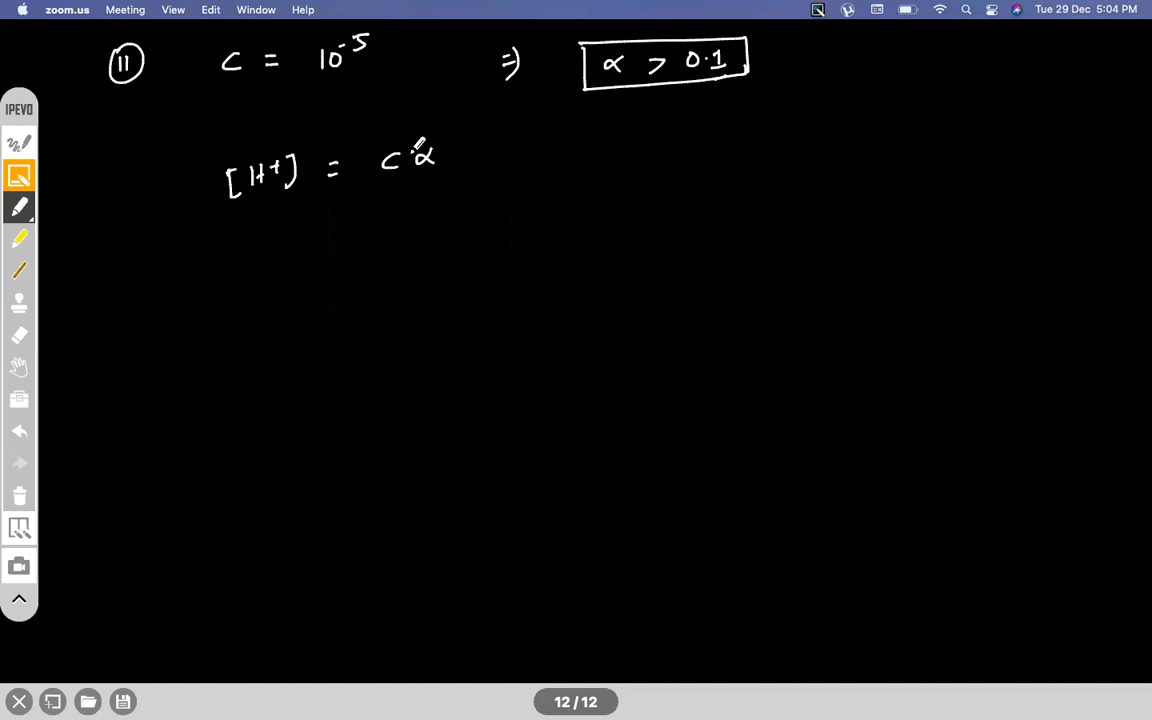 zoom.us Meeting View Edit Window Help Tue 29 Dec 5:04 PM
11 c = 10⁻⁵ ⇒ α > 0.1
IPEVO
[H+] = c α
12 / 12